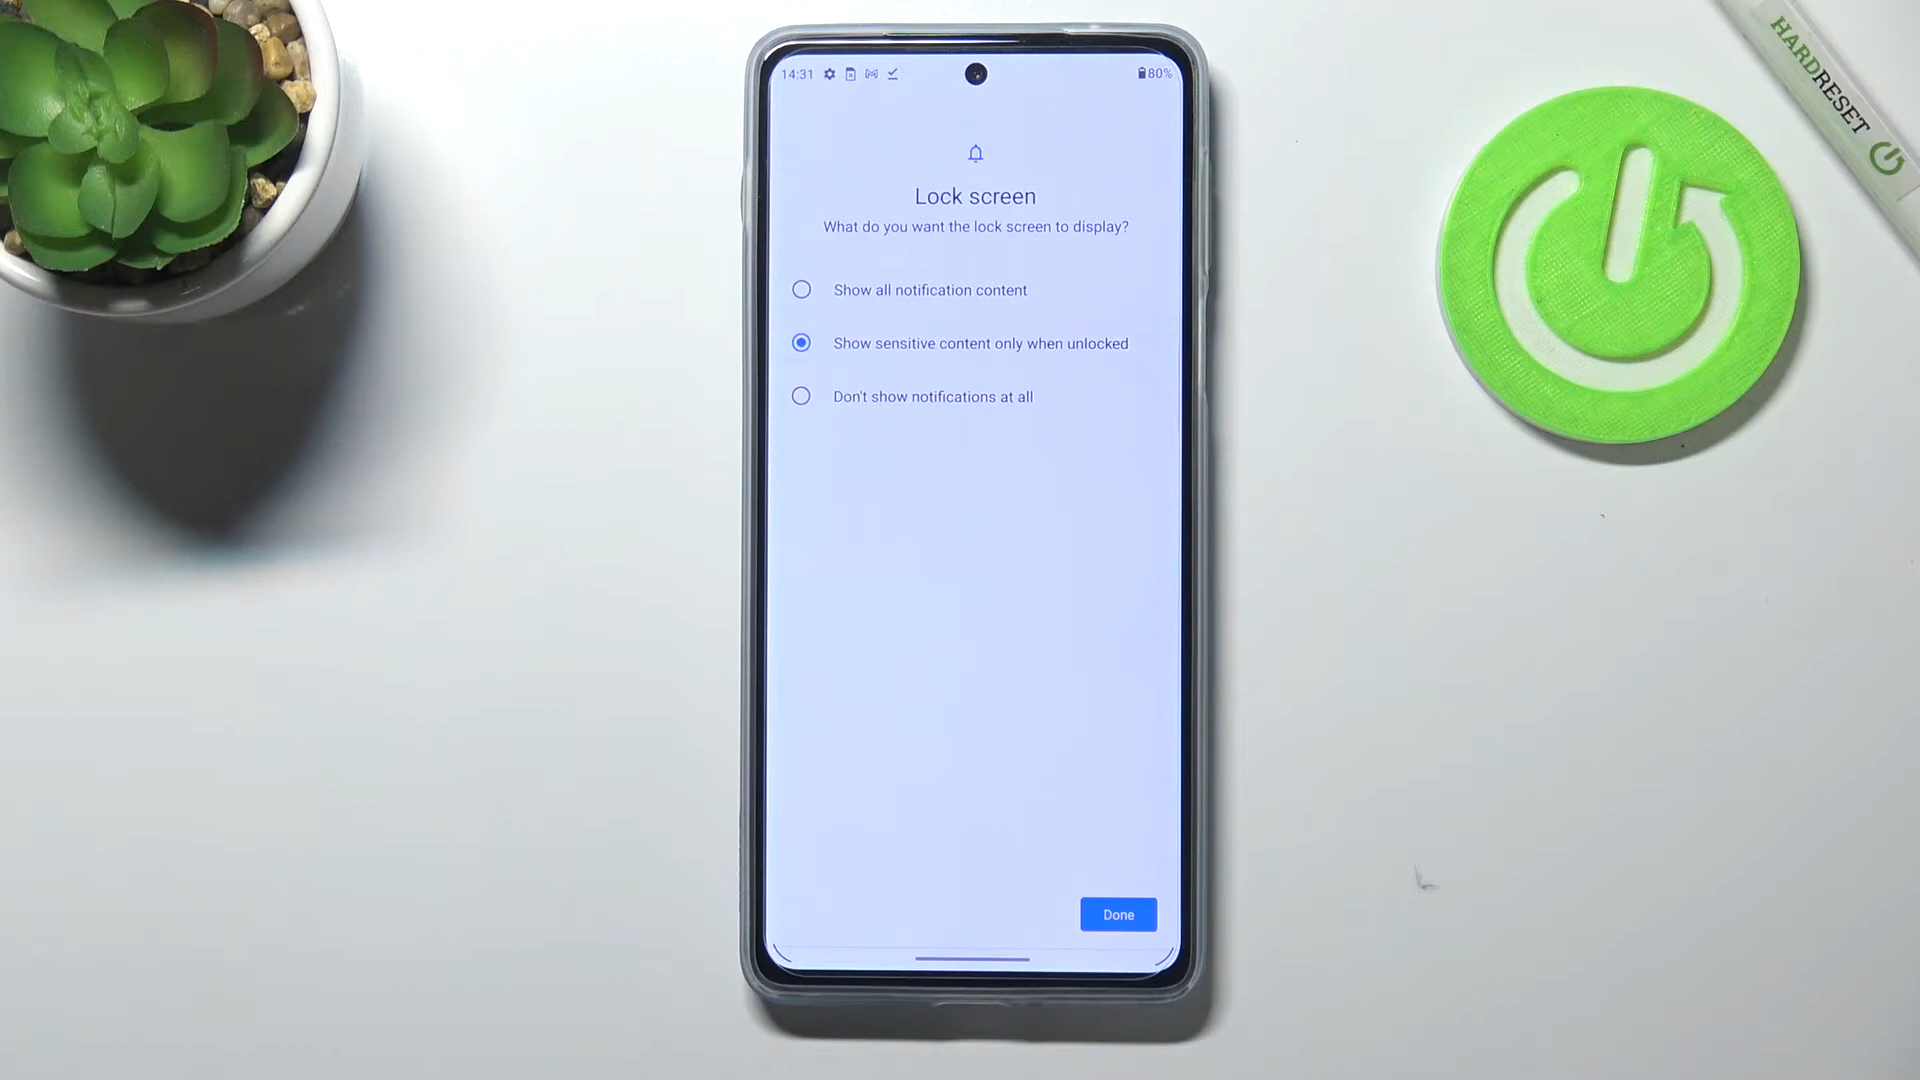 14:31
80%
Lock screen
What do you want the lock screen to display?
Show all notification content
Show sensitive content only when unlocked
Don't show notifications at all
Done
HARDRESET